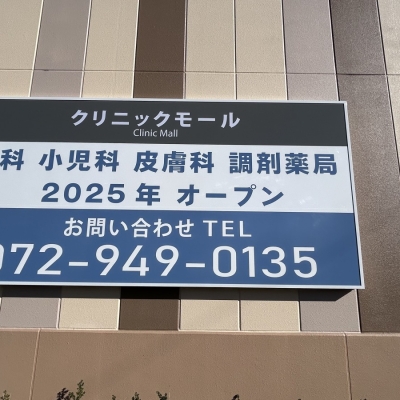 クリニックモール
Clinic Mall
科 小児科 皮膚科 調剤薬局
2025年 オープン
お問い合わせ TEL
072-949-0135